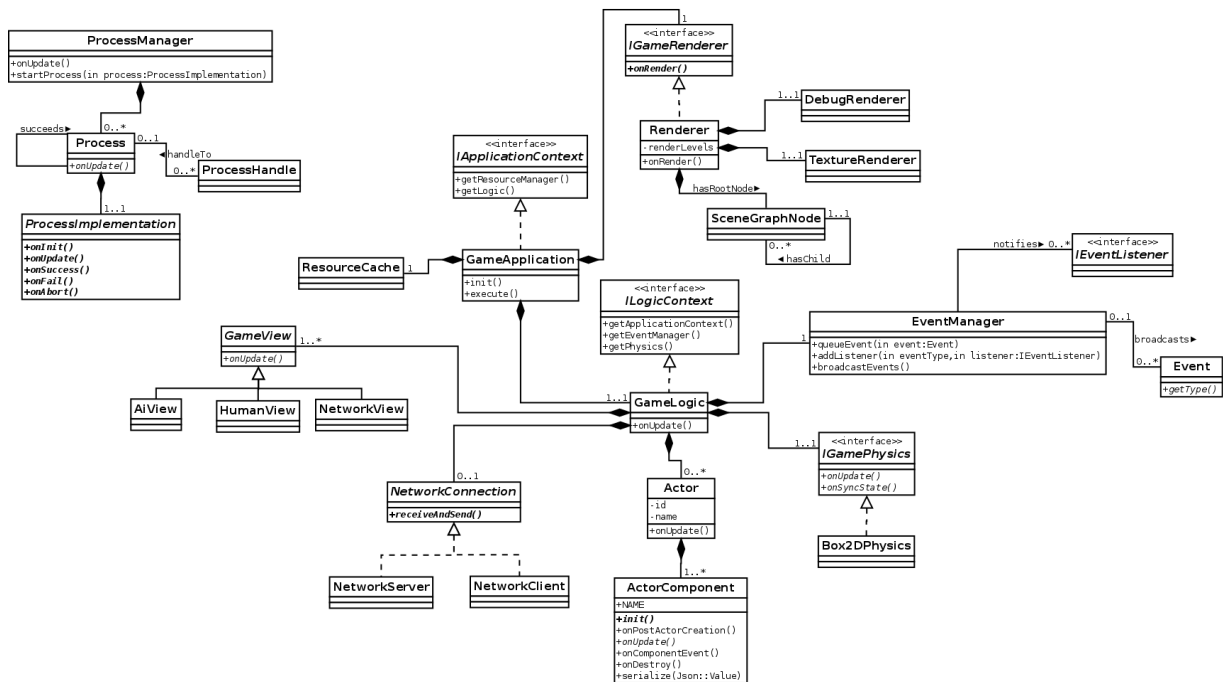 ProcessManager
+onUpdate()
+startProcess(in process:ProcessImplementation)
0..*
succeeds►
Process
+onUpdate()
0..1
◄handleTo
0..*
ProcessHandle
1..1
ProcessImplementation
+onInit()
+onUpdate()
+onSuccess()
+onFail()
+onAbort()
1
<<interface>>
IGameRenderer
+onRender()
Renderer
-renderLevels
+onRender()
1..1
DebugRenderer
1..1
TextureRenderer
hasRootNode►
SceneGraphNode
1..1
0..*
◄hasChild
<<interface>>
IApplicationContext
+getResourceManager()
+getLogic()
ResourceCache
1
GameApplication
+init()
+execute()
<<interface>>
ILogicContext
+getApplicationContext()
+getEventManager()
+getPhysics()
notifies►
0..*
<<interface>>
IEventListener
1
EventManager
+queueEvent(in event:Event)
+addListener(in eventType,in listener:IEventListener)
+broadcastEvents()
0..1
broadcasts►
0..*
Event
+getType()
GameView
+onUpdate()
1..*
AiView
HumanView
NetworkView
1..1
GameLogic
+onUpdate()
1..1
<<interface>>
IGamePhysics
+onUpdate()
+onSyncState()
Box2DPhysics
0..1
NetworkConnection
+receiveAndSend()
NetworkServer
NetworkClient
0..*
Actor
-id
-name
+onUpdate()
1..*
ActorComponent
+NAME
+init()
+onPostActorCreation()
+onUpdate()
+onComponentEvent()
+onDestroy()
+serialize(Json::Value)